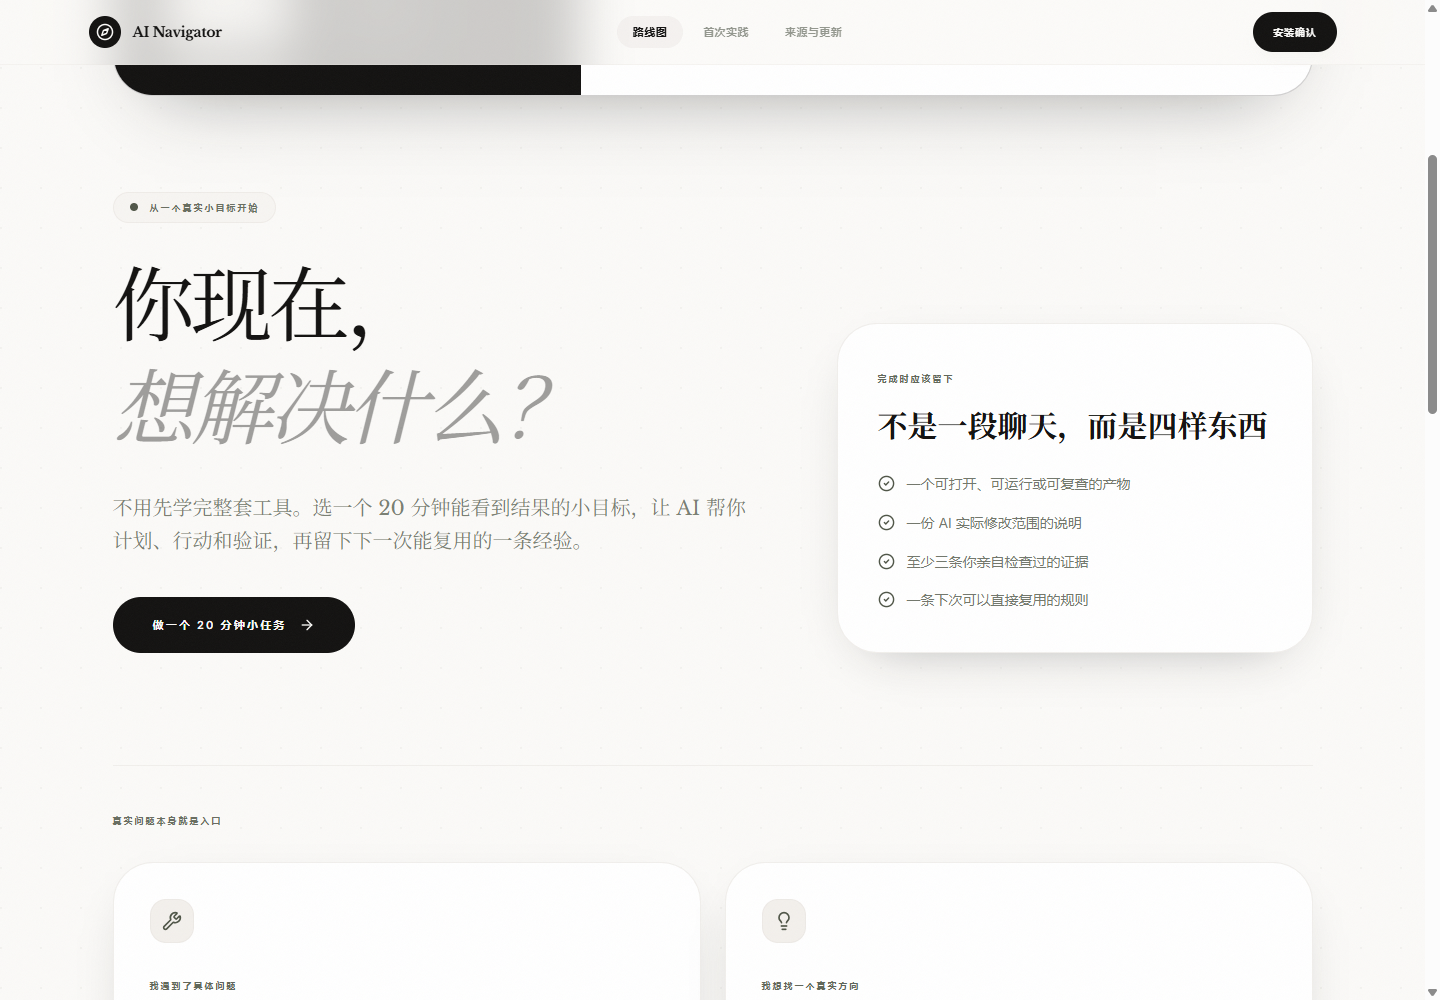 AI Navigator
路线图
首次实践
来源与更新
安装确认
从一个真实小目标开始
你现在，
想解决什么？
不用先学完整套工具。选一个 20 分钟能看到结果的小目标，让 AI 帮你
计划、行动和验证，再留下下一次能复用的一条经验。
做一个 20 分钟小任务
完成时应该留下
不是一段聊天，而是四样东西
一个可打开、可运行或可复查的产物
一份 AI 实际修改范围的说明
至少三条你亲自检查过的证据
一条下次可以直接复用的规则
真实问题本身就是入口
我遇到了具体问题
我想找一个真实方向